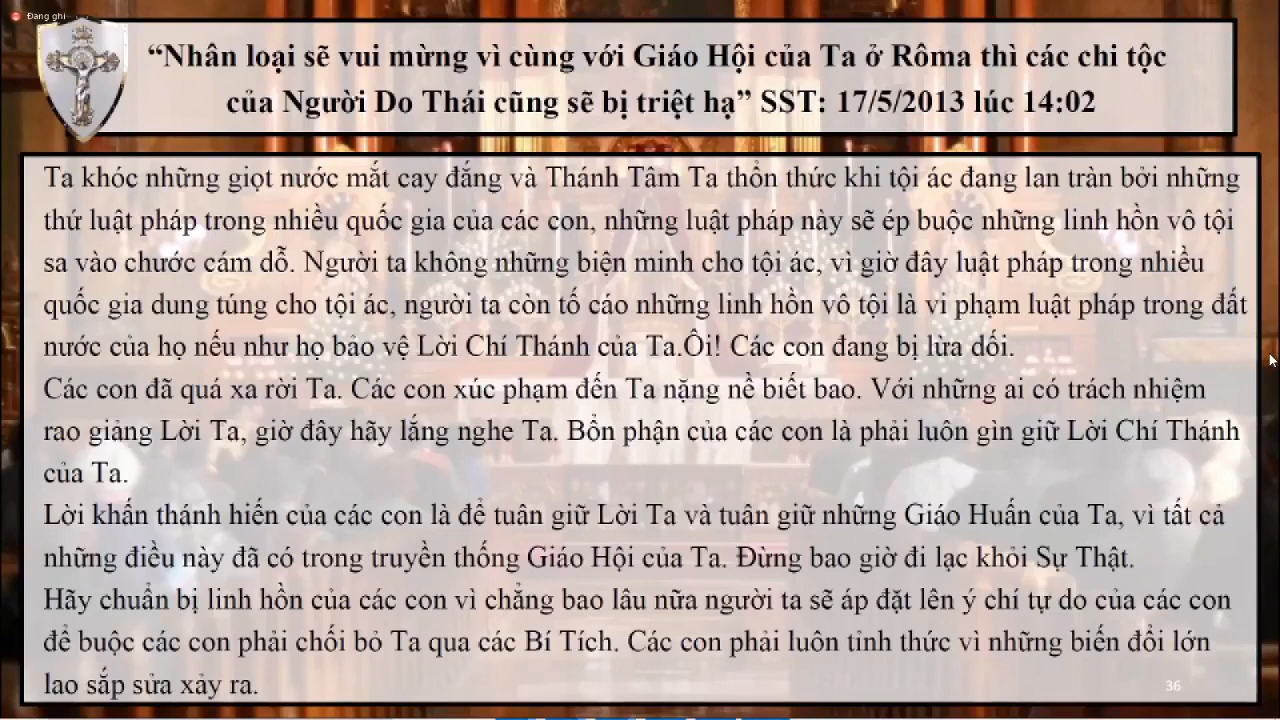 Đang ghi
“Nhân loại sẽ vui mừng vì cùng với Giáo Hội của Ta ở Rôma thì các chi tộc
của Người Do Thái cũng sẽ bị triệt hạ” SST: 17/5/2013 lúc 14:02
Ta khóc những giọt nước mắt cay đắng và Thánh Tâm Ta thổn thức khi tội ác đang lan tràn bởi những
thứ luật pháp trong nhiều quốc gia của các con, những luật pháp này sẽ ép buộc những linh hồn vô tội
sa vào chước cám dỗ. Người ta không những biện minh cho tội ác, vì giờ đây luật pháp trong nhiều
quốc gia dung túng cho tội ác, người ta còn tố cáo những linh hồn vô tội là vi phạm luật pháp trong đất
nước của họ nếu như họ bảo vệ Lời Chí Thánh của Ta.Ôi! Các con đang bị lừa dối.
Các con đã quá xa rời Ta. Các con xúc phạm đến Ta nặng nề biết bao. Với những ai có trách nhiệm
rao giảng Lời Ta, giờ đây hãy lắng nghe Ta. Bổn phận của các con là phải luôn gìn giữ Lời Chí Thánh
của Ta.
Lời khấn thánh hiến của các con là để tuân giữ Lời Ta và tuân giữ những Giáo Huấn của Ta, vì tất cả
những điều này đã có trong truyền thống Giáo Hội của Ta. Đừng bao giờ đi lạc khỏi Sự Thật.
Hãy chuẩn bị linh hồn của các con vì chẳng bao lâu nữa người ta sẽ áp đặt lên ý chí tự do của các con
để buộc các con phải chối bỏ Ta qua các Bí Tích. Các con phải luôn tỉnh thức vì những biến đổi lớn
lao sắp sửa xảy ra.
36